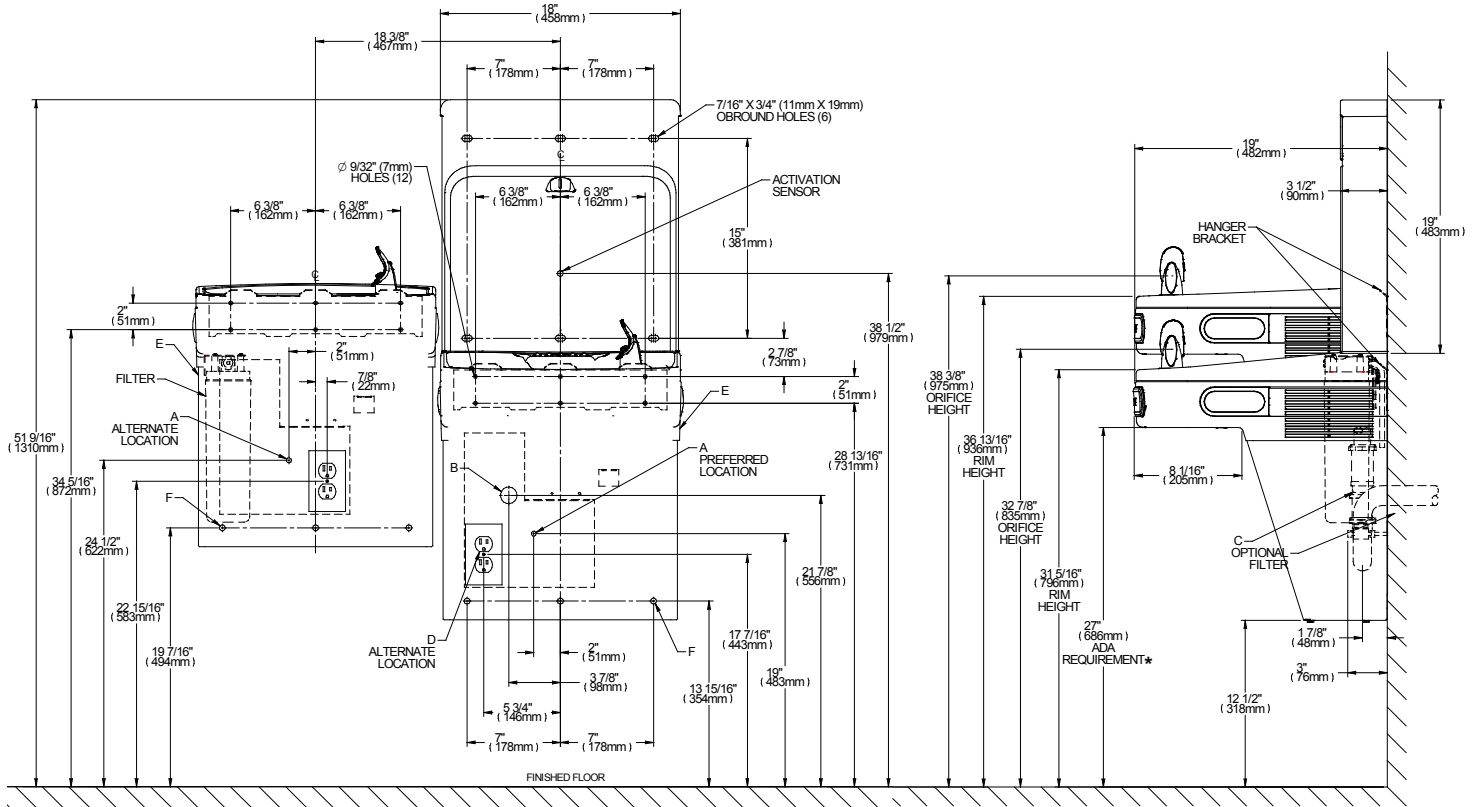 18"
(458mm)
18 3/8"
(467mm)
7"
(178mm)
7"
(178mm)
7/16" X 3/4" (11mm X 19mm)
OBROUND HOLES (6)
℄
Ø 9/32" (7mm)
HOLES (12)
ACTIVATION
SENSOR
6 3/8"
(162mm)
6 3/8"
(162mm)
6 3/8"
(162mm)
6 3/8"
(162mm)
15"
(381mm)
℄
2"
(51mm)
E
FILTER
A
ALTERNATE
LOCATION
2"
(51mm)
7/8"
(22mm)
2 7/8"
(73mm)
2"
(51mm)
E
51 9/16"
(1310mm)
34 5/16"
(872mm)
F
24 1/2"
(622mm)
22 15/16"
(583mm)
19 7/16"
(494mm)
B
A
PREFERRED
LOCATION
D
ALTERNATE
LOCATION
F
2"
(51mm)
3 7/8"
(98mm)
5 3/4"
(146mm)
7"
(178mm)
7"
(178mm)
13 15/16"
(354mm)
17 7/16"
(443mm)
19"
(483mm)
21 7/8"
(556mm)
28 13/16"
(731mm)
38 1/2"
(979mm)
FINISHED FLOOR
19"
(482mm)
3 1/2"
(90mm)
HANGER
BRACKET
19"
(483mm)
38 3/8"
(975mm)
ORIFICE
HEIGHT
36 13/16"
(936mm)
RIM
HEIGHT
32 7/8"
(835mm)
ORIFICE
HEIGHT
31 5/16"
(796mm)
RIM
HEIGHT
27"
(686mm)
ADA
REQUIREMENT*
8 1/16"
(205mm)
C
OPTIONAL
FILTER
1 7/8"
(48mm)
3"
(76mm)
12 1/2"
(318mm)